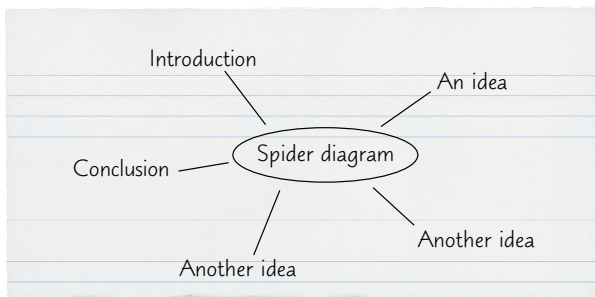 Introduction
An idea
Spider diagram
Conclusion
Another idea
Another idea